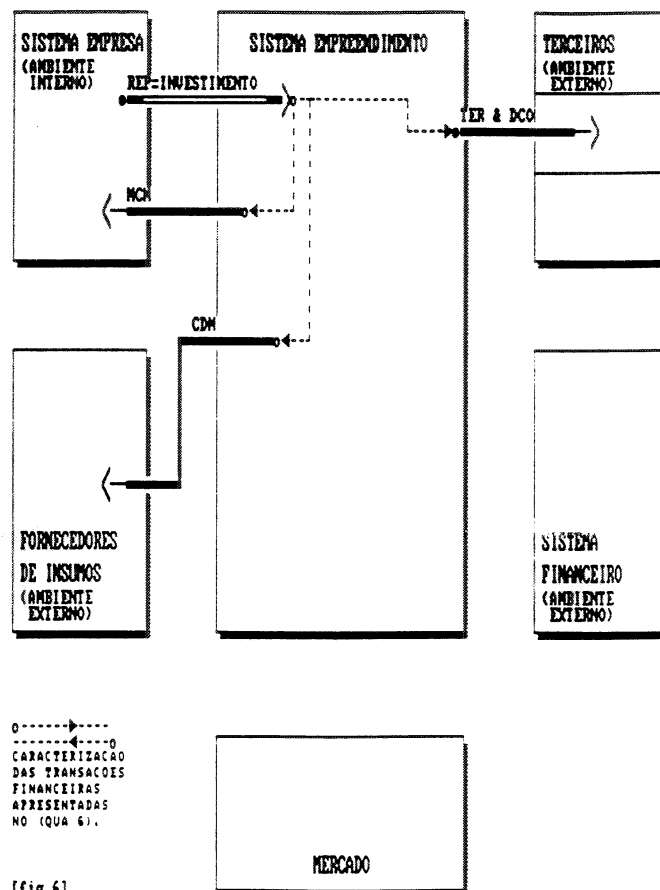 SISTEMA EMPRESA
(AMBIENTE
INTERNO)
SISTEMA EMPREENDIMENTO
TERCEIROS
(AMBIENTE
EXTERNO)
REP=INVESTIMENTO
TER & DCO
MCM
CDM
FORNECEDORES
DE INSUMOS
(AMBIENTE
EXTERNO)
SISTEMA
FINANCEIRO
(AMBIENTE
EXTERNO)
CARACTERIZACAO
DAS TRANSACOES
FINANCEIRAS
APRESENTADAS
NO (QUA 6).
MERCADO
[fig 6]